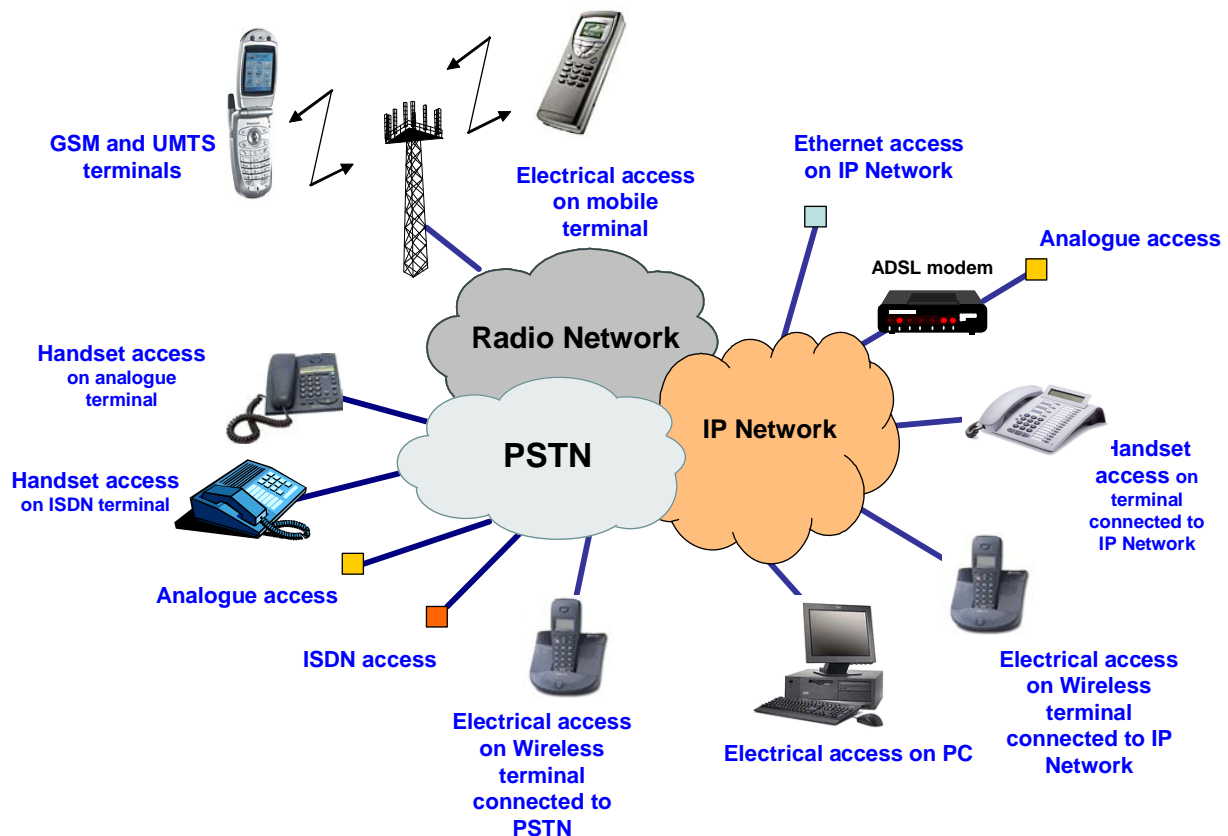 GSM and UMTS
terminals
Electrical access
on mobile
terminal
Ethernet access
on IP Network
Analogue access
ADSL modem
Radio Network
Handset access
on analogue
terminal
IP Network
PSTN
Handset access
on ISDN terminal
Handset
access on
terminal
connected to
IP Network
Analogue access
ISDN access
Electrical access
on Wireless
terminal
connected to
PSTN
Electrical access on PC
Electrical access
on Wireless
terminal
connected to IP
Network